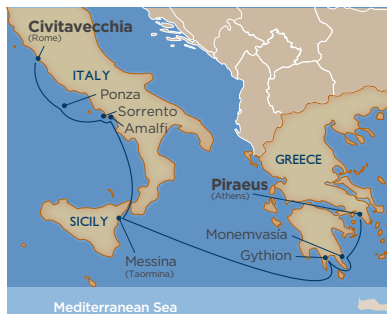 Civitavecchia
(Rome)
ITALY
Ponza
Sorrento
Amalfi
GREECE
Piraeus
(Athens)
SICILY
Monemvasia
Gythion
Messina
(Taormina)
Mediterranean Sea